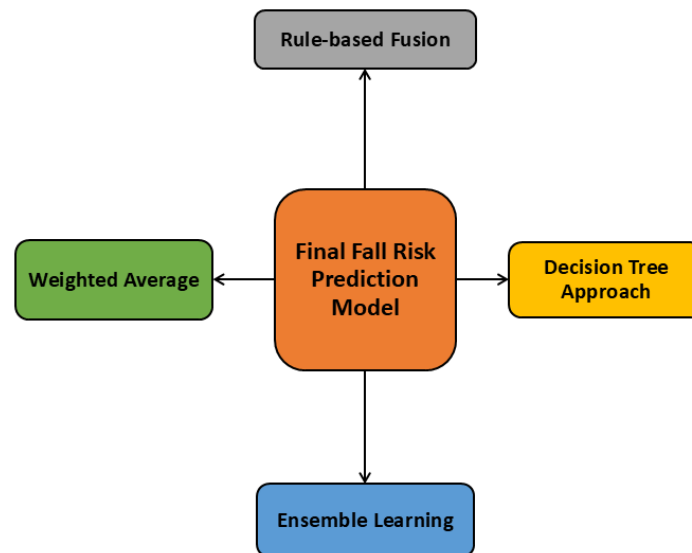 Rule-based Fusion
Final Fall Risk
Prediction
Model
Weighted Average
Decision Tree
Approach
Ensemble Learning